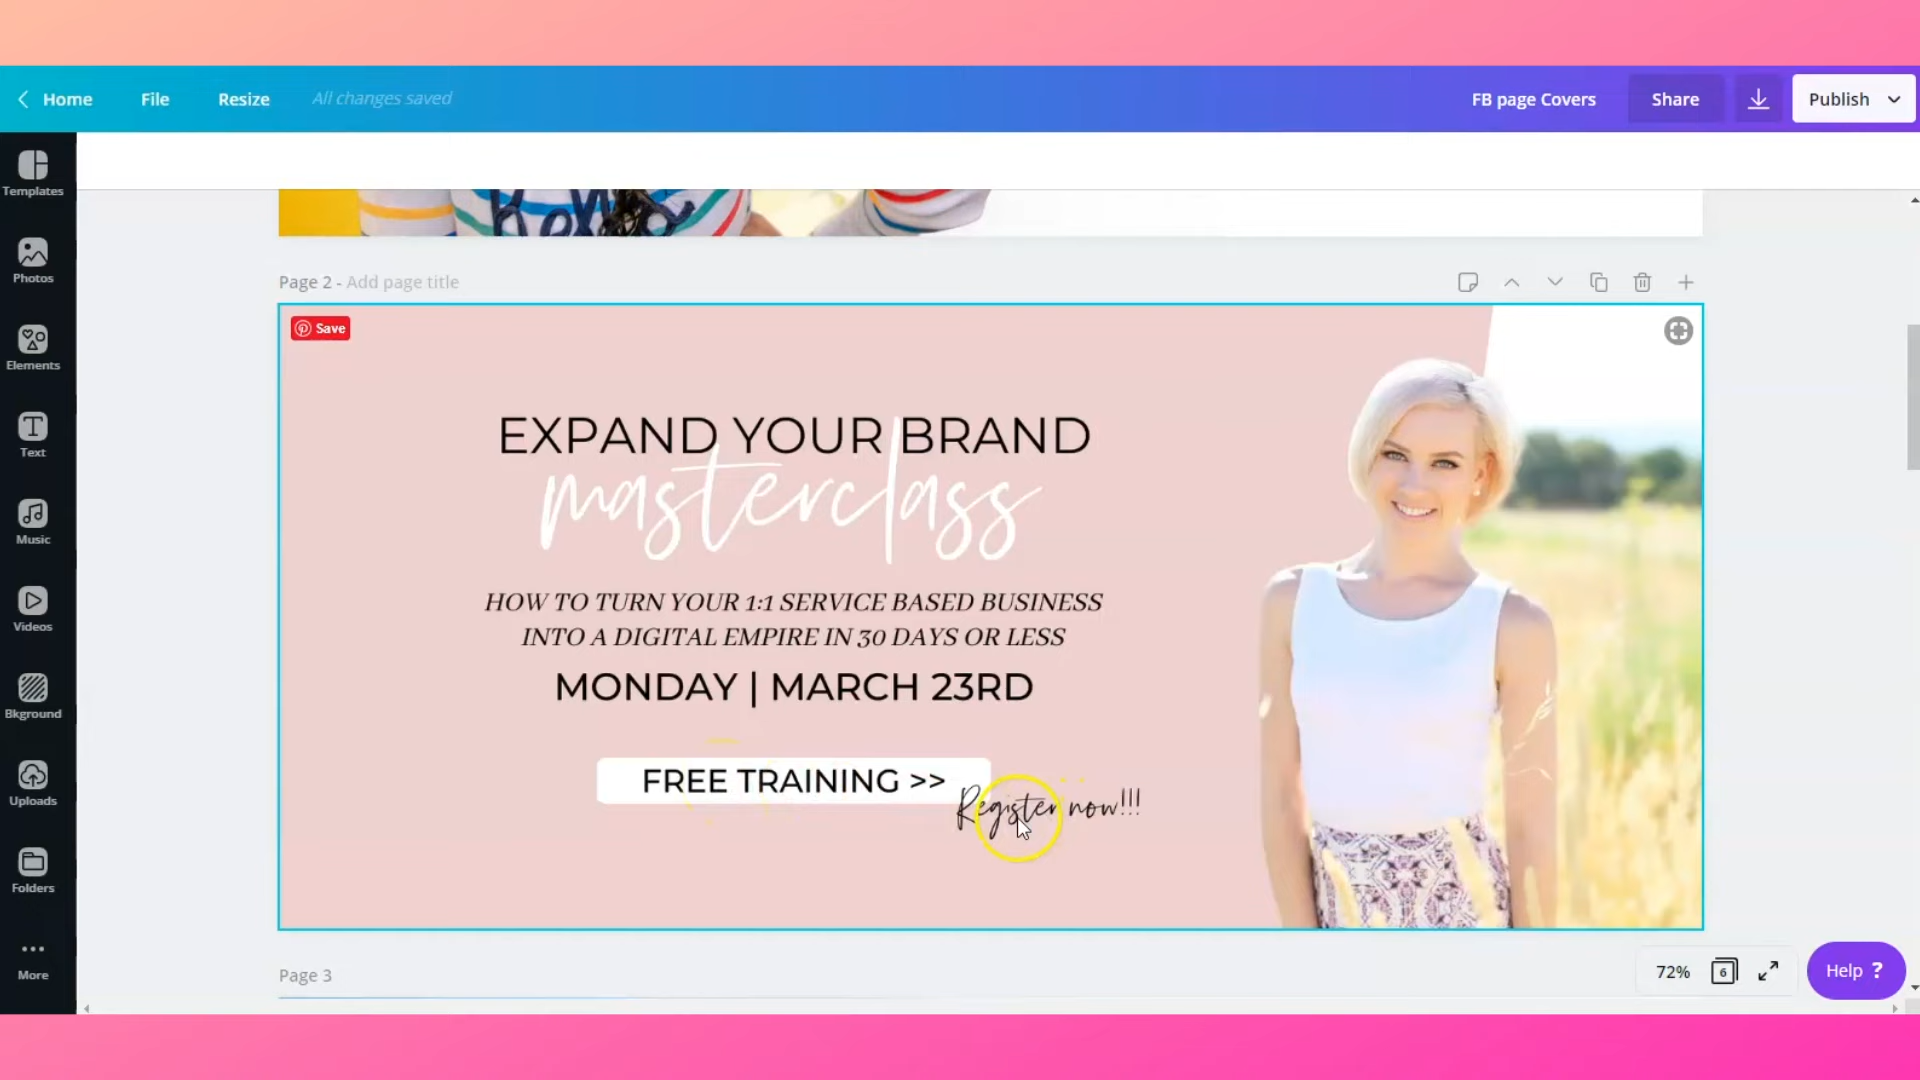 Home File Resize All changes saved FB page Covers Share Publish
Templates
Photos
Elements
Text
Music
Videos
Bkground
Uploads
Folders
More
Page 2 - Add page title
Save
EXPAND YOUR BRAND
masterclass
HOW TO TURN YOUR 1:1 SERVICE BASED BUSINESS
INTO A DIGITAL EMPIRE IN 30 DAYS OR LESS
MONDAY | MARCH 23RD
FREE TRAINING >>
Register now!!!
Page 3
72% 6 Help ?